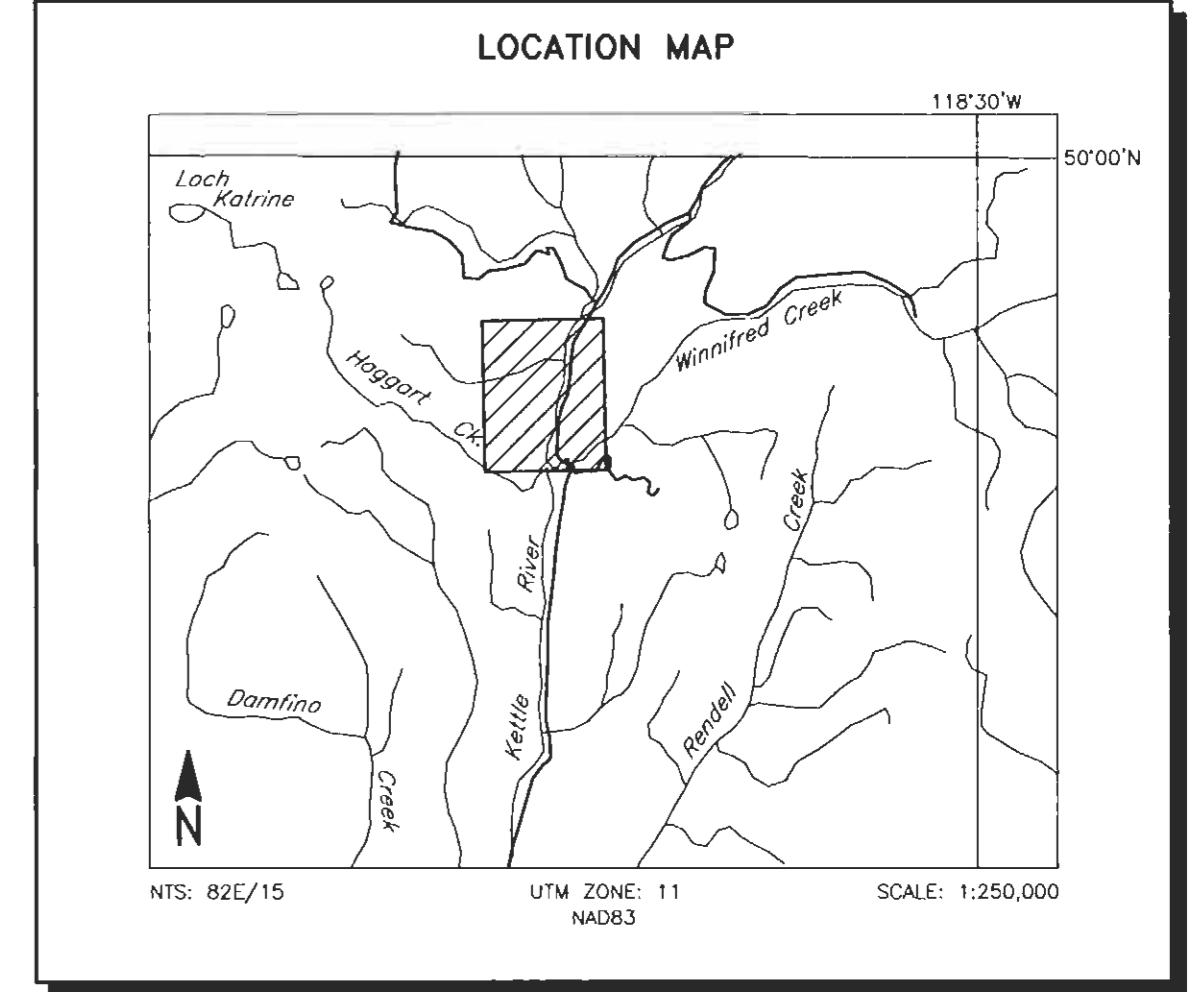 LOCATION MAP
118°30'W
50°00'N
Loch
Katrine
Winnifred Creek
Haggart
Ck.
Creek
River
Damfino
Kettle
Rendell
Creek
N
NTS: 82E/15
UTM ZONE: 11
SCALE: 1:250,000
NAD83